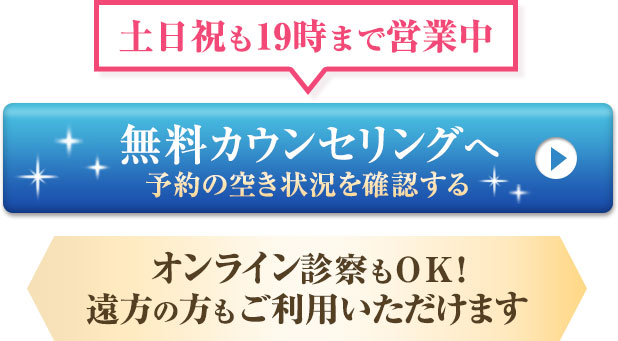 土日祝も19時まで営業中
無料カウンセリングへ
予約の空き状況を確認する
オンライン診察もOK!
遠方の方もご利用いただけます